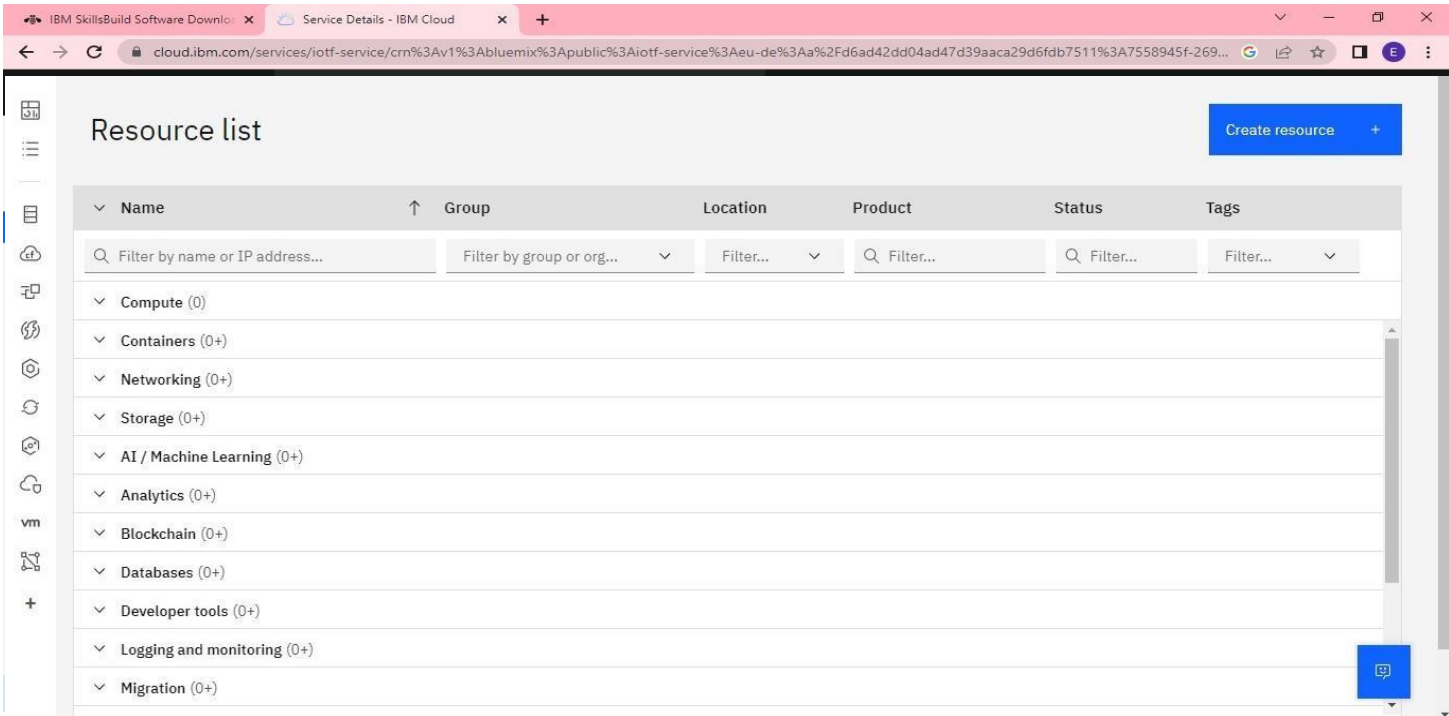 IBM SkillsBuild Software Downlo
Service Details - IBM Cloud
cloud.ibm.com/services/iotf-service/crn%3Av1%3Abluemix%3Apublic%3Aiotf-service%3Aeu-de%3Aa%2Fd6ad42dd04ad47d39aaca29d6fdb7511%3A7558945f-269...
G
E
Resource list
Create resource +
Name Group Location Product Status Tags
Filter by name or IP address... Filter by group or org... Filter... Filter... Filter... Filter...
Compute (0)
Containers (0+)
Networking (0+)
Storage (0+)
AI / Machine Learning (0+)
Analytics (0+)
Blockchain (0+)
Databases (0+)
Developer tools (0+)
Logging and monitoring (0+)
Migration (0+)
cf
vm